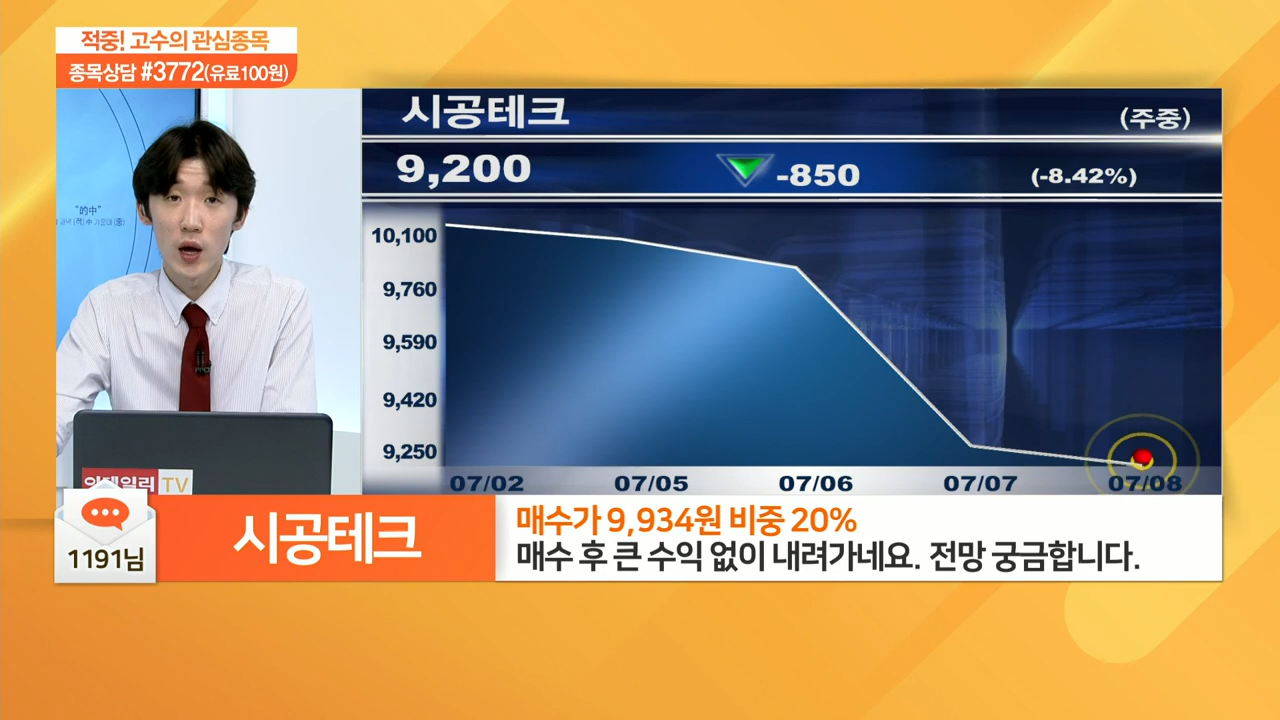 적중! 고수의 관심종목
종목상담 #3772(유료100원)
"的中"
시공테크
(주중)
9,200
-850
(-8.42%)
10,100
9,760
9,590
9,420
9,250
07/02
07/05
07/06
07/07
07/08
이데일리 TV
1191님
시공테크
매수가 9,934원 비중 20%
매수 후 큰 수익 없이 내려가네요. 전망 궁금합니다.